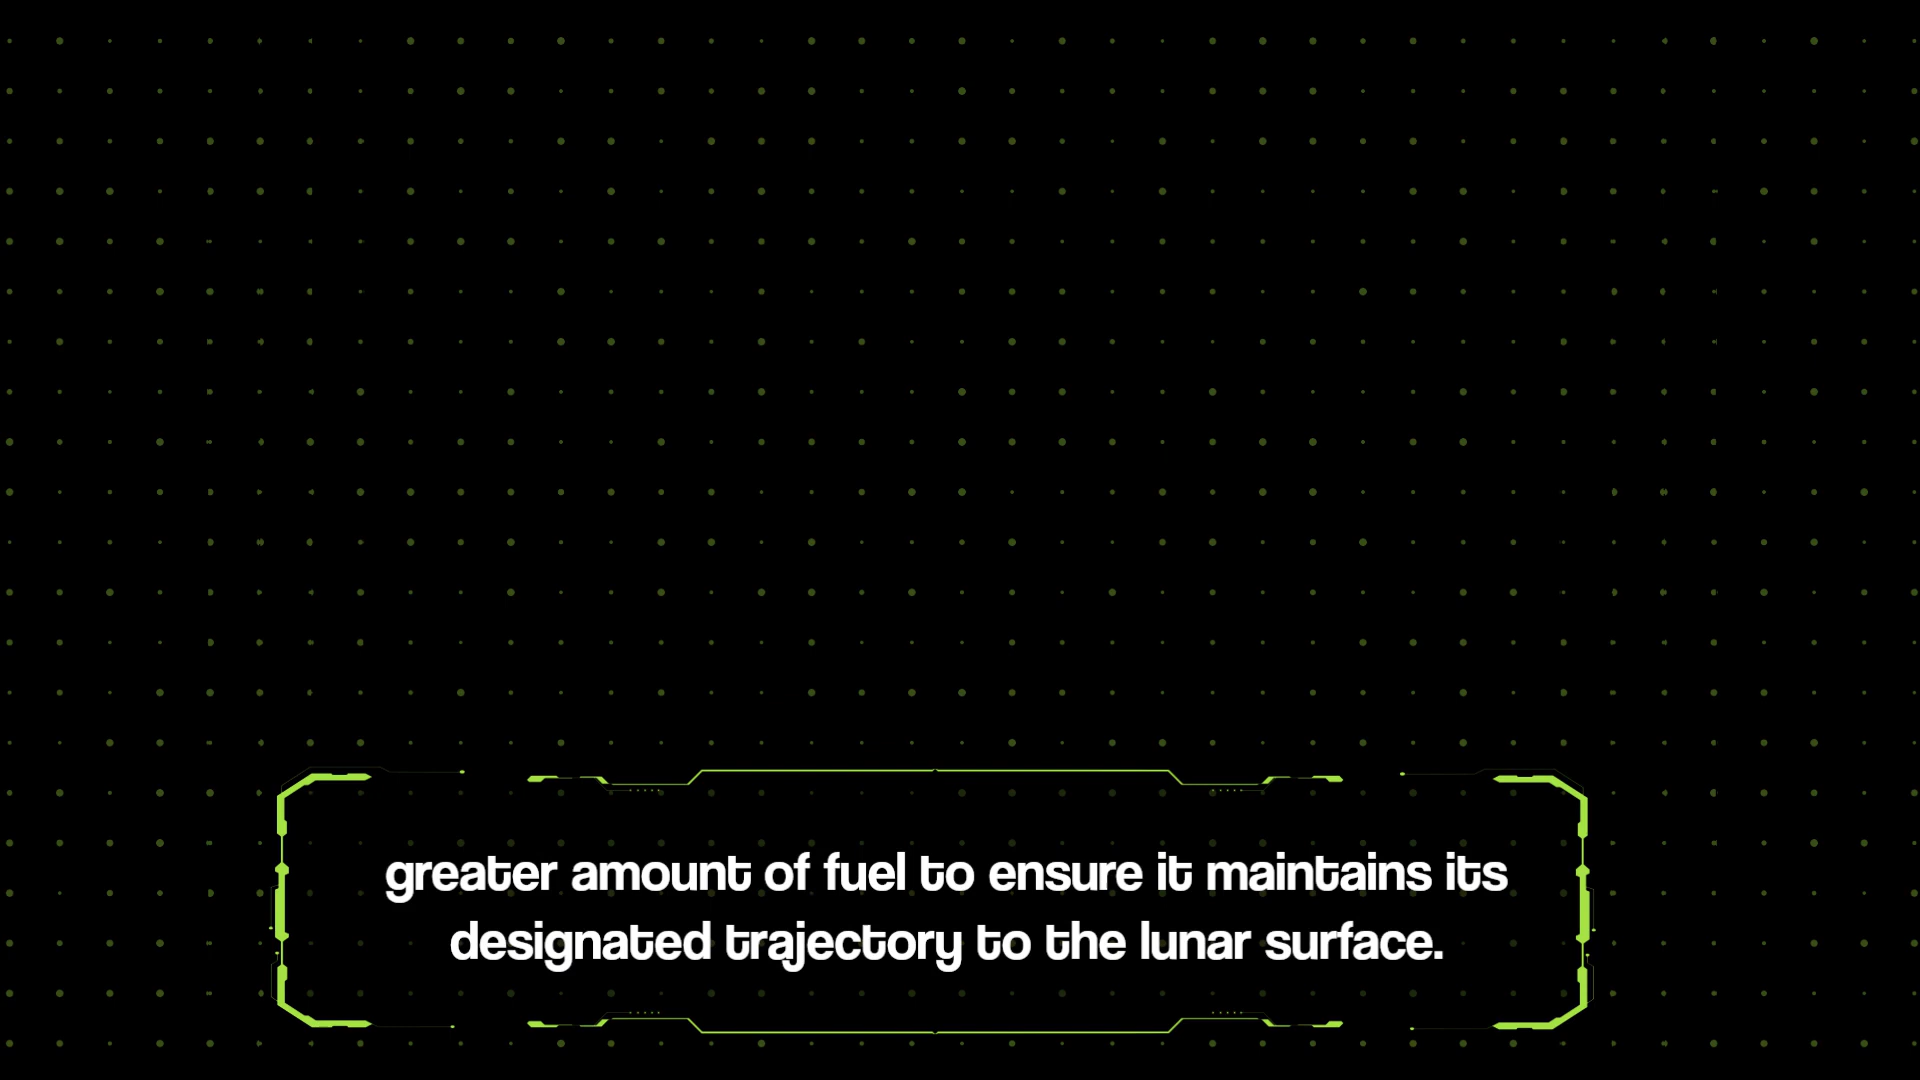 greater amount of fuel to ensure it maintains its
designated trajectory to the lunar surface.